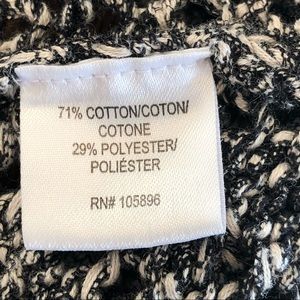 71% COTTON/COTON/
COTONE
29% POLYESTER/
POLIÉSTER
RN# 105896